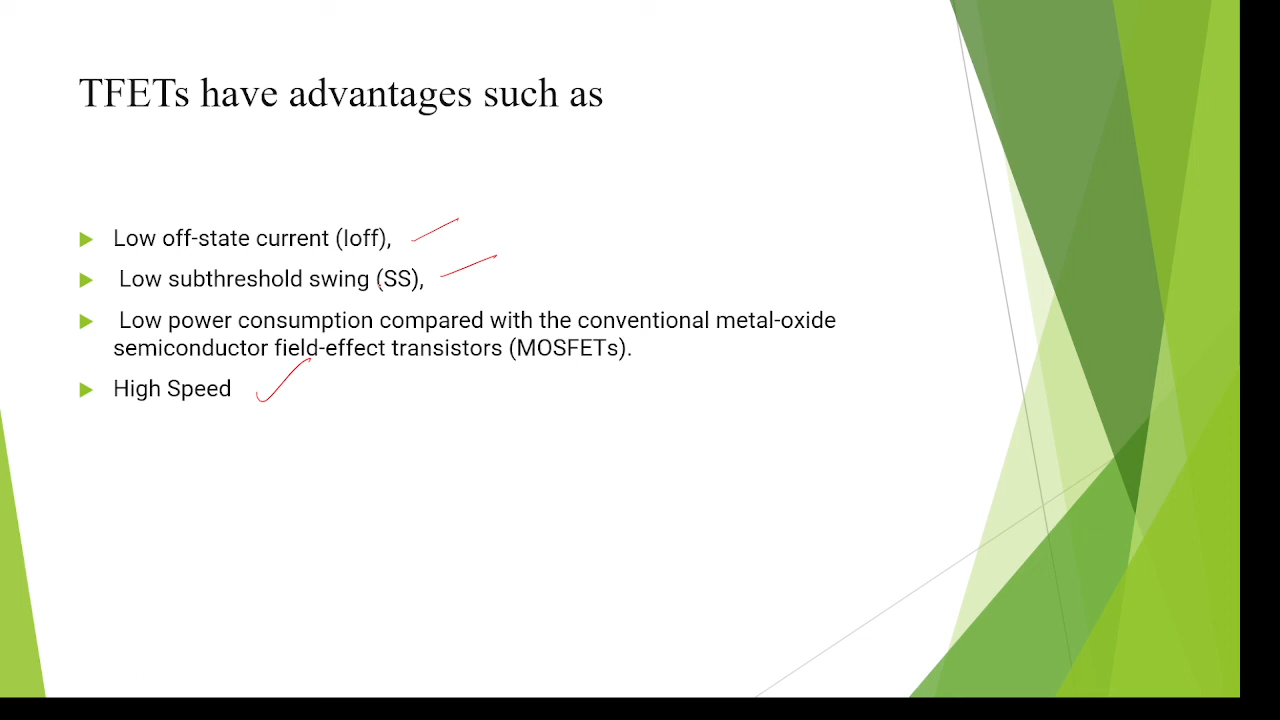 TFETs have advantages such as
Low off-state current (Ioff),
Low subthreshold swing (SS),
Low power consumption compared with the conventional metal-oxide
semiconductor field-effect transistors (MOSFETs).
High Speed